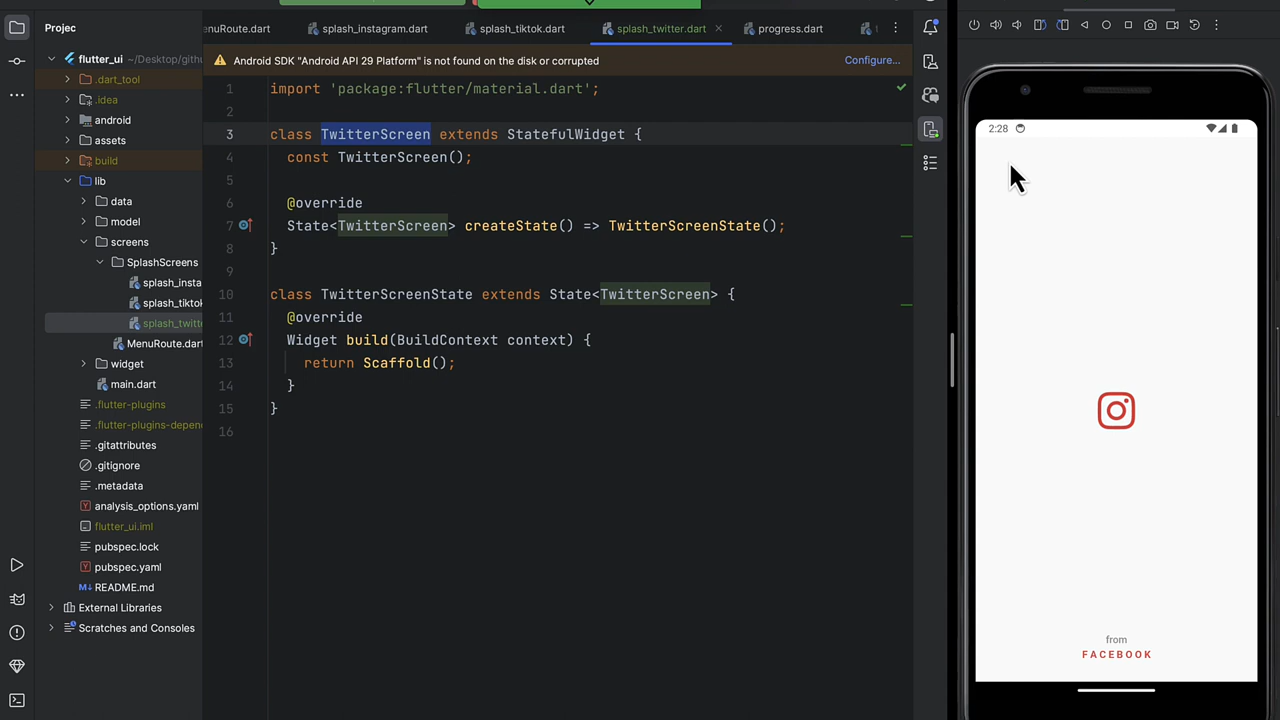 Projec
enuRoute.dart
splash_instagram.dart
splash_tiktok.dart
splash_twitter.dart
progress.dart
Android SDK "Android API 29 Platform" is not found on the disk or corrupted
Configure...
flutter_ui ~/Desktop/githu
.dart_tool
.idea
android
assets
build
lib
data
model
screens
SplashScreens
splash_insta
splash_tiktok
splash_twitt
MenuRoute.dart
widget
main.dart
.flutter-plugins
.flutter-plugins-depen
.gitattributes
.gitignore
.metadata
analysis_options.yaml
flutter_ui.iml
pubspec.lock
pubspec.yaml
README.md
External Libraries
Scratches and Consoles
1 import 'package:flutter/material.dart';
2
3 class TwitterScreen extends StatefulWidget {
4 const TwitterScreen();
5
6 @override
7 State<TwitterScreen> createState() => TwitterScreenState();
8 }
9
10 class TwitterScreenState extends State<TwitterScreen> {
11 @override
12 Widget build(BuildContext context) {
13 return Scaffold();
14 }
15 }
16
2:28
from
FACEBOOK